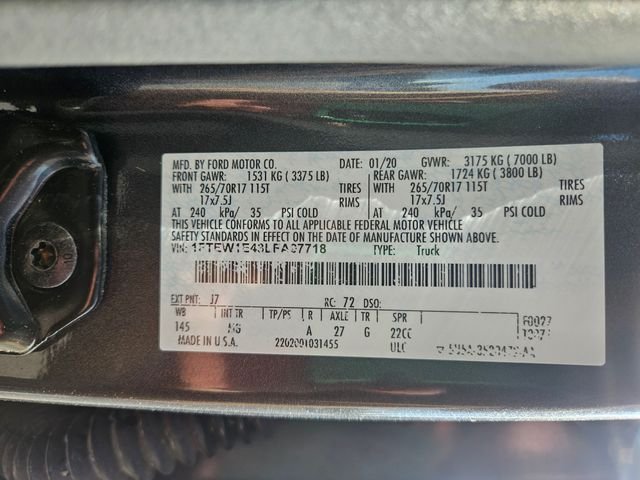 MFD. BY FORD MOTOR CO. DATE: 01/20 GVWR: 3175 KG ( 7000 LB)
FRONT GAWR: 1531 KG ( 3375 LB) REAR GAWR: 1724 KG ( 3800 LB)
WITH 265/70R17 115T TIRES WITH 265/70R17 115T TIRES
17x7.5J RIMS 17x7.5J RIMS
AT 240 kPa/ 35 PSI COLD AT 240 kPa/ 35 PSI COLD
THIS VEHICLE CONFORMS TO ALL APPLICABLE FEDERAL MOTOR VEHICLE
SAFETY STANDARDS IN EFFECT ON THE DATE OF MANUFACTURE SHOWN ABOVE.
VIN: TYPE: Truck
EXT PNT: J7 RC: 72 DSO:
WB INT TR TP/PS R AXLE TR SPR
145 A 27 G
MADE IN U.S.A. 2202001031455 ULC
10